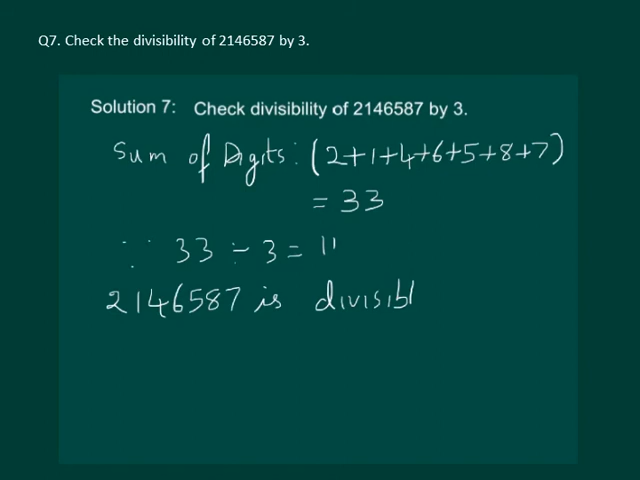 Q7. Check the divisibility of 2146587 by 3.
Solution 7: Check divisibility of 2146587 by 3.
Sum of Digits: (2+1+4+6+5+8+7)
= 33
∵ 33 ÷ 3 = 11
2146587 is divisibl